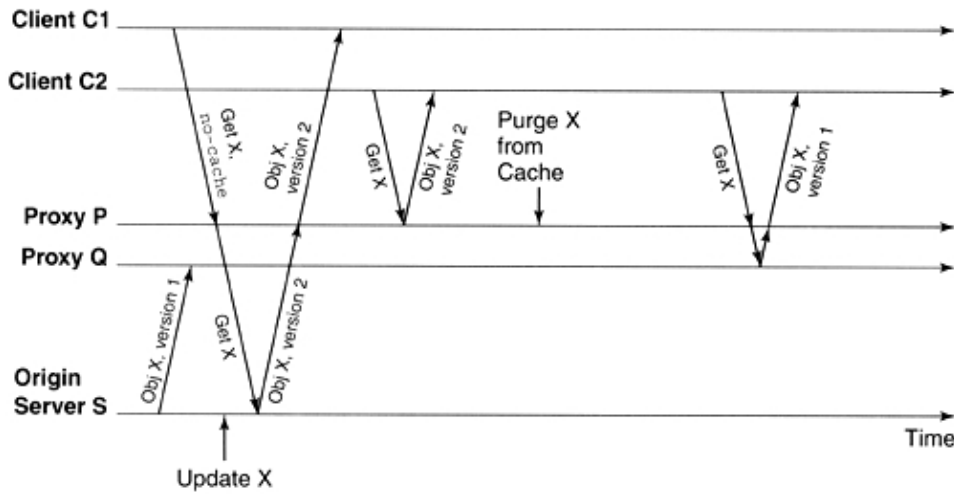 Client C1
Client C2
Get X,
no-cache
Obj X,
version 2
Get X
Obj X,
version 2
Purge X
from
Cache
Get X
Obj X,
version 1
Proxy P
Proxy Q
Obj X, version 1
Get X
Obj X, version 2
Origin
Server S
Time
Update X